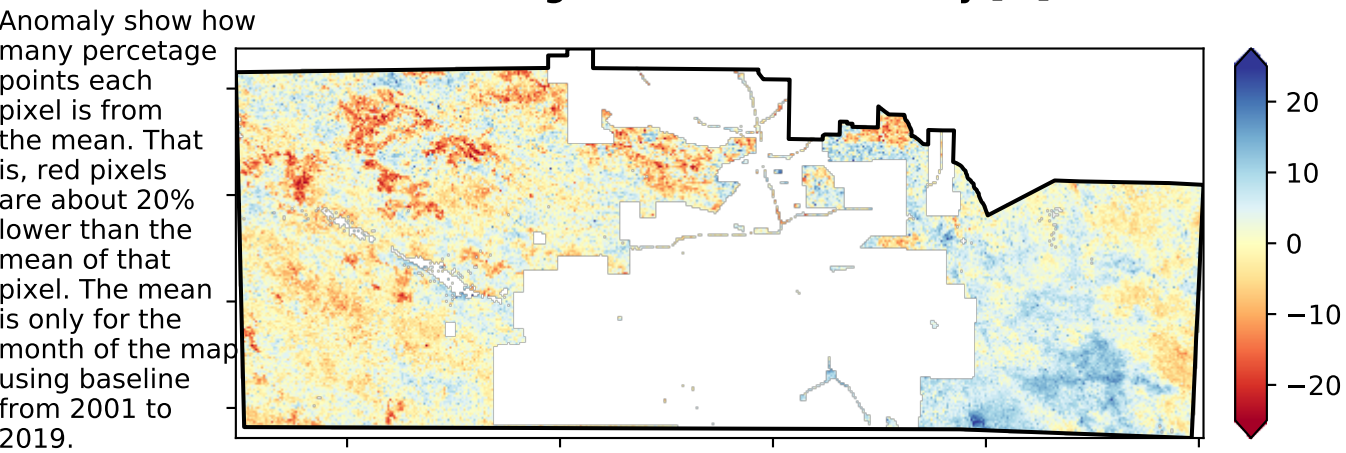 Anomaly show how
many percetage
points each
pixel is from
the mean. That
is, red pixels
are about 20%
lower than the
mean of that
pixel. The mean
is only for the
month of the map
using baseline
from 2001 to
2019.
20
10
0
−10
−20